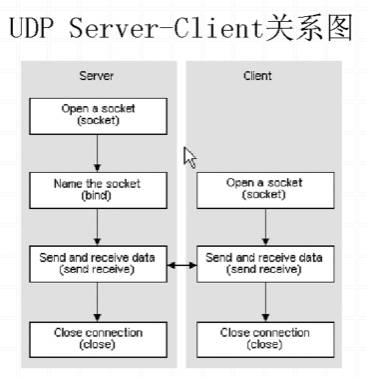 UDP Server-Client关系图
Server
Open a socket
(socket)
Name the socket
(bind)
Send and receive data
(send receive)
Close connection
(close)
Client
Open a socket
(socket)
Send and receive data
(send receive)
Close connection
(close)